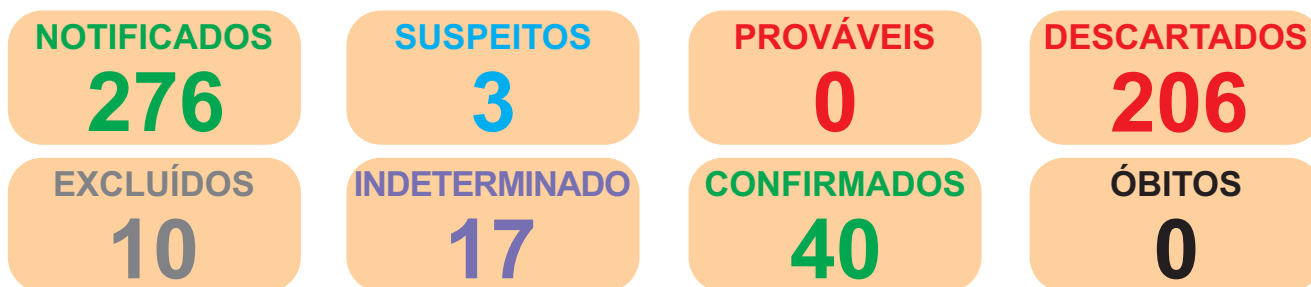 NOTIFICADOS
276
SUSPEITOS
3
PROVÁVEIS
0
DESCARTADOS
206
EXCLUÍDOS
10
INDETERMINADO
17
CONFIRMADOS
40
ÓBITOS
0